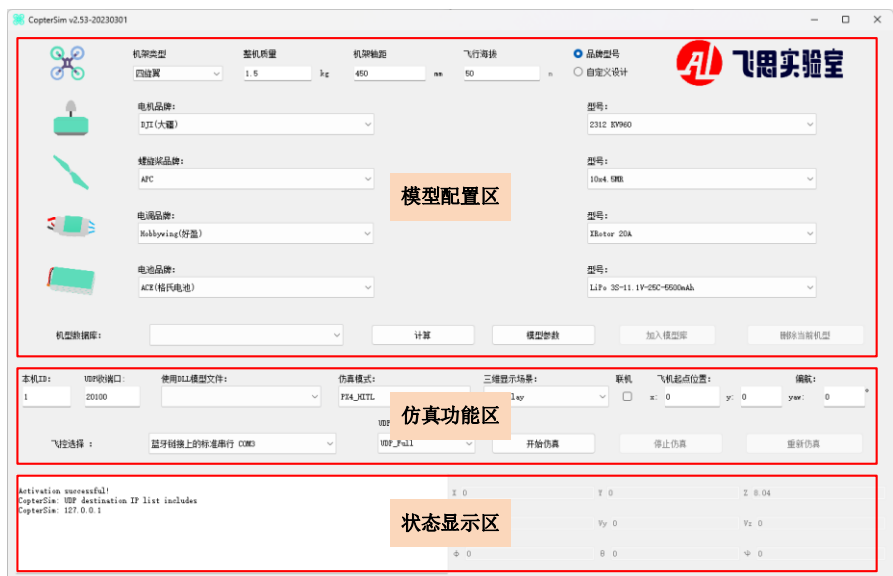 CopterSim v2.53-20230301
机架类型 整机质量 机架轴距 飞行海拔 品牌型号
四旋翼 1.5 kg 450 mm 50 m 自定义设计
飞思实验室
电机品牌: 型号:
DJI(大疆) 2312 KV960
螺旋桨品牌: 型号:
APC 10x4.5MR
模型配置区
电调品牌: 型号:
Hobbywing(好盈) XRotor 20A
电池品牌: 型号:
ACE(格氏电池) LiPo 3S-11.1V-25C-5500mAh
机型数据库: 计算 模型参数 加入模型库 删除当前机型
本机ID: UDP收端口: 使用DLL模型文件: 仿真模式: 三维显示场景: 联机 飞机起点位置: 偏航:
1 20100 PX4_HITL lay x: 0 y: 0 yaw: 0 °
仿真功能区
UDP
飞控选择 : 蓝牙链接上的标准串行 COM3 UDP_Full 开始仿真 停止仿真 重新仿真
Activation successful!
CopterSim: UDP destination IP list includes
CopterSim: 127.0.0.1
X 0 Y 0 Z 8.04
状态显示区
Vy 0 Vz 0
Φ 0 θ 0 Ψ 0